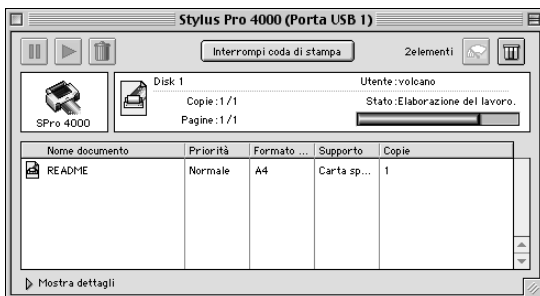 Stylus Pro 4000 (Porta USB 1)
Interrompi coda di stampa
2elementi
SPro 4000
Disk 1
Utente:volcano
Copie:1/1
Stato:Elaborazione del lavoro.
Pagine:1/1
Nome documento Priorità Formato ... Supporto Copie
README Normale A4 Carta sp... 1
Mostra dettagli